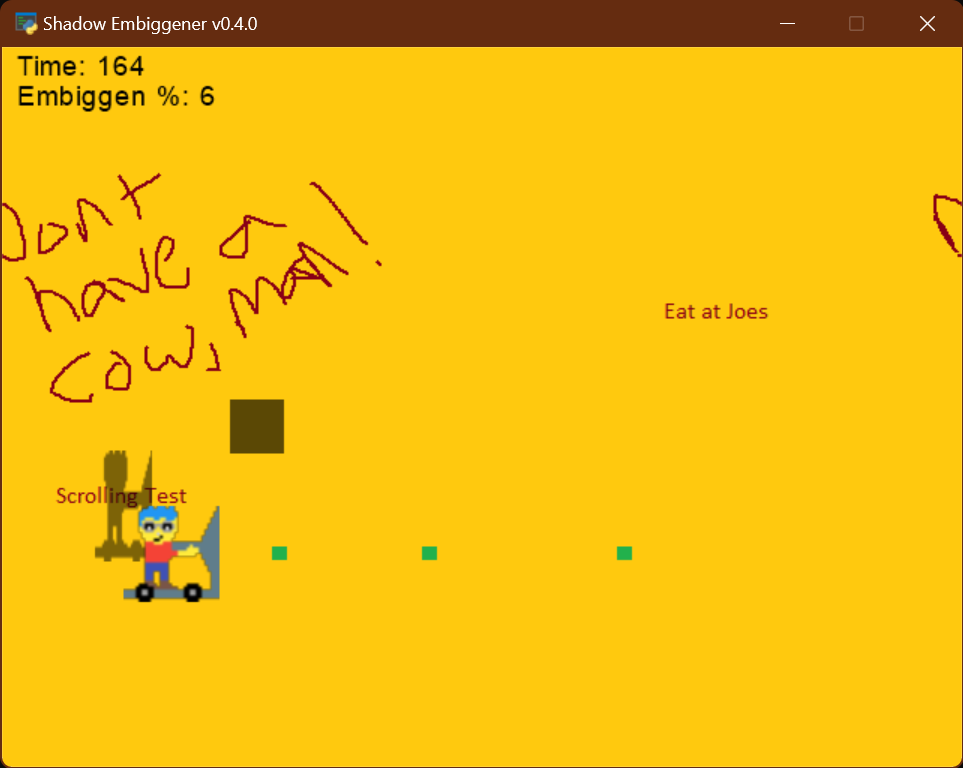 Shadow Embiggener v0.4.0
Time: 164
Embiggen %: 6
Dont
have a
cow, man!
Eat at Joes
Scrolling Test